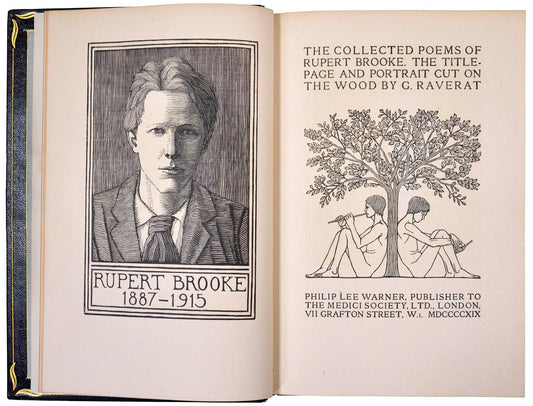 RUPERT BROOKE
1887–1915
THE COLLECTED POEMS OF
RUPERT BROOKE. THE TITLE-
PAGE AND PORTRAIT CUT ON
THE WOOD BY G. RAVERAT
PHILIP LEE WARNER, PUBLISHER TO
THE MEDICI SOCIETY, LTD., LONDON,
VII GRAFTON STREET, W.1. MDCCCCXIX